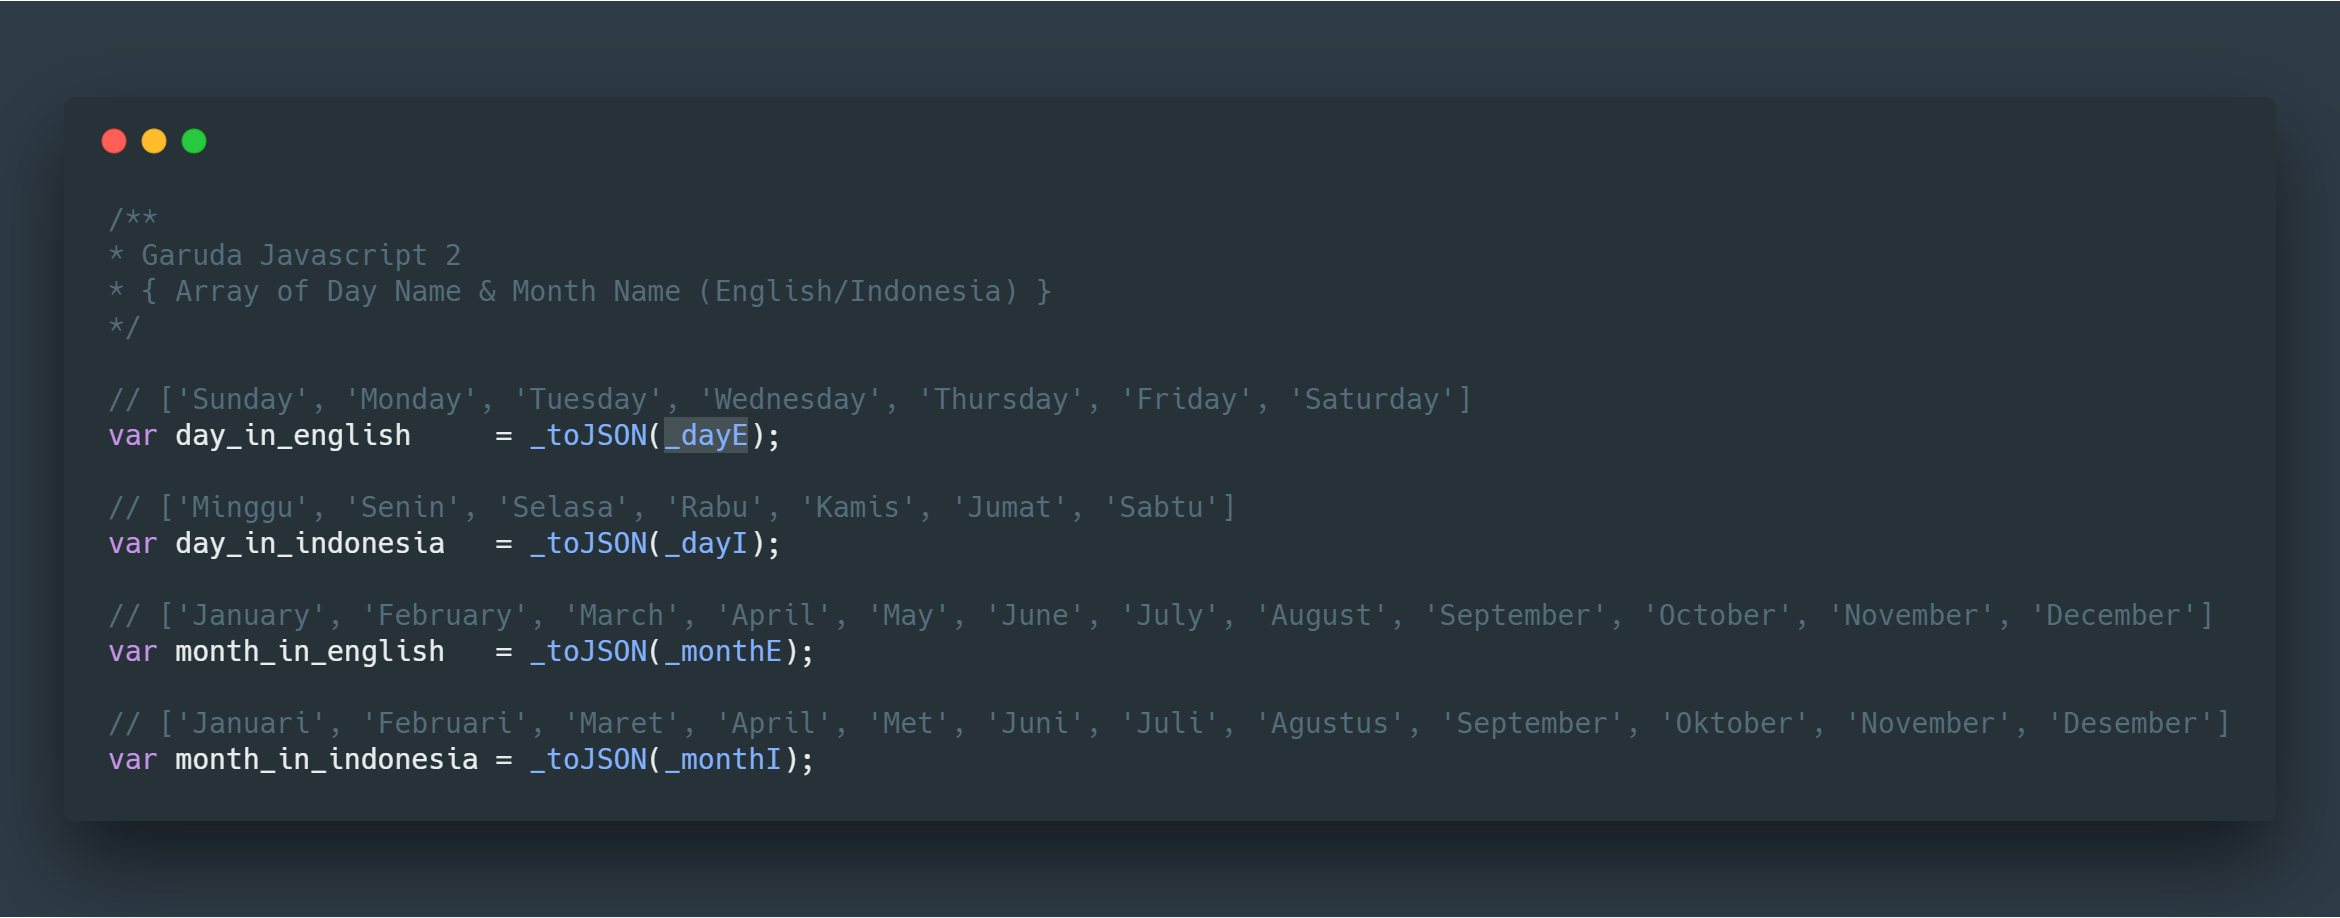 /**
* Garuda Javascript 2
* { Array of Day Name & Month Name (English/Indonesia) }
*/
// ['Sunday', 'Monday', 'Tuesday', 'Wednesday', 'Thursday', 'Friday', 'Saturday']
var day_in_english     = _toJSON(_dayE);
// ['Minggu', 'Senin', 'Selasa', 'Rabu', 'Kamis', 'Jumat', 'Sabtu']
var day_in_indonesia   = _toJSON(_dayI);
// ['January', 'February', 'March', 'April', 'May', 'June', 'July', 'August', 'September', 'October', 'November', 'December']
var month_in_english   = _toJSON(_monthE);
// ['Januari', 'Februari', 'Maret', 'April', 'Met', 'Juni', 'Juli', 'Agustus', 'September', 'Oktober', 'November', 'Desember']
var month_in_indonesia = _toJSON(_monthI);